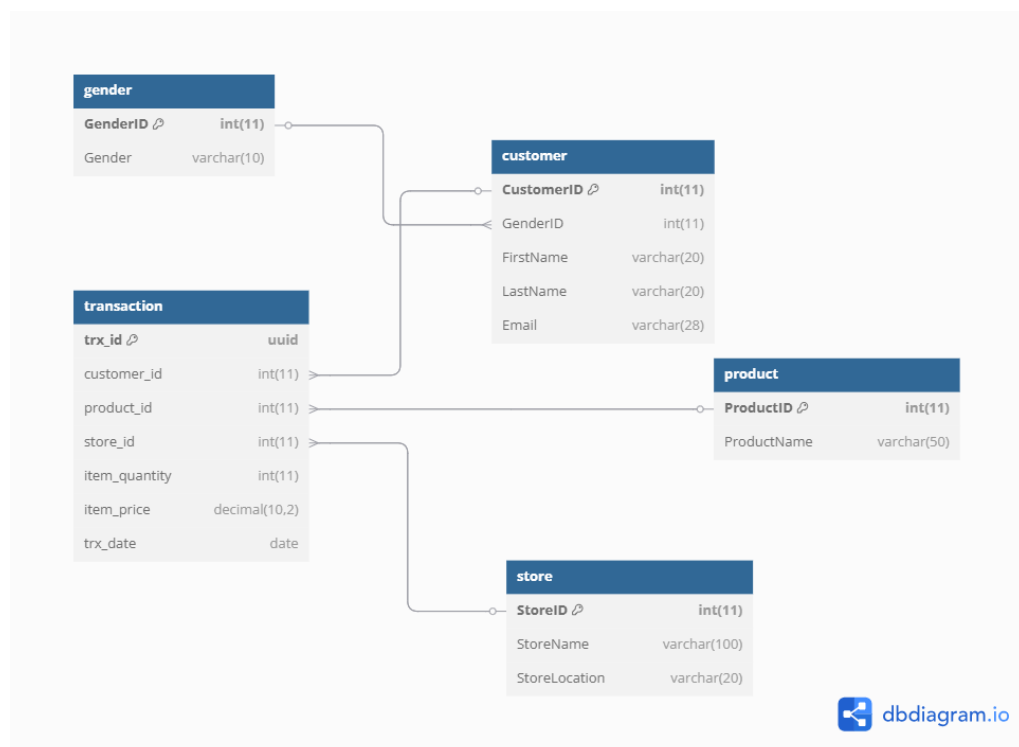 gender
GenderID int(11)
Gender varchar(10)
customer
CustomerID int(11)
GenderID int(11)
FirstName varchar(20)
LastName varchar(20)
Email varchar(28)
transaction
trx_id uuid
customer_id int(11)
product_id int(11)
store_id int(11)
item_quantity int(11)
item_price decimal(10,2)
trx_date date
product
ProductID int(11)
ProductName varchar(50)
store
StoreID int(11)
StoreName varchar(100)
StoreLocation varchar(20)
dbdiagram.io